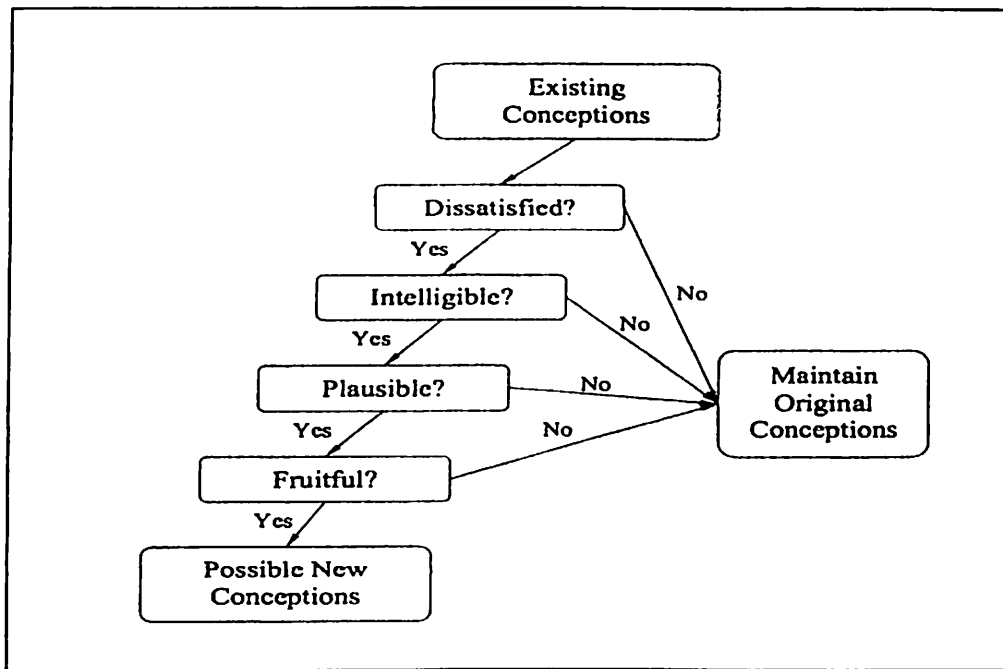 Existing
Conceptions
Dissatisfied?
Yes
No
Intelligible?
No
Yes
Maintain
Original
Conceptions
Plausible?
No
Yes
No
Fruitful?
Yes
Possible New
Conceptions